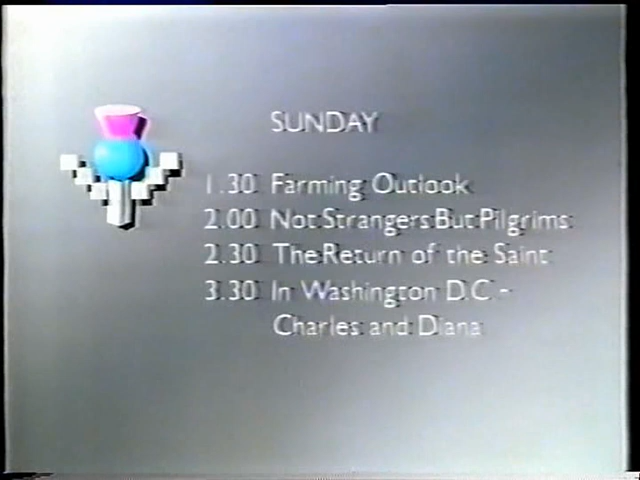 SUNDAY
1.30 Farming Outlook
2.00 Not Strangers But Pilgrims
2.30 The Return of the Saint
3.30 In Washington D.C. -
Charles and Diana